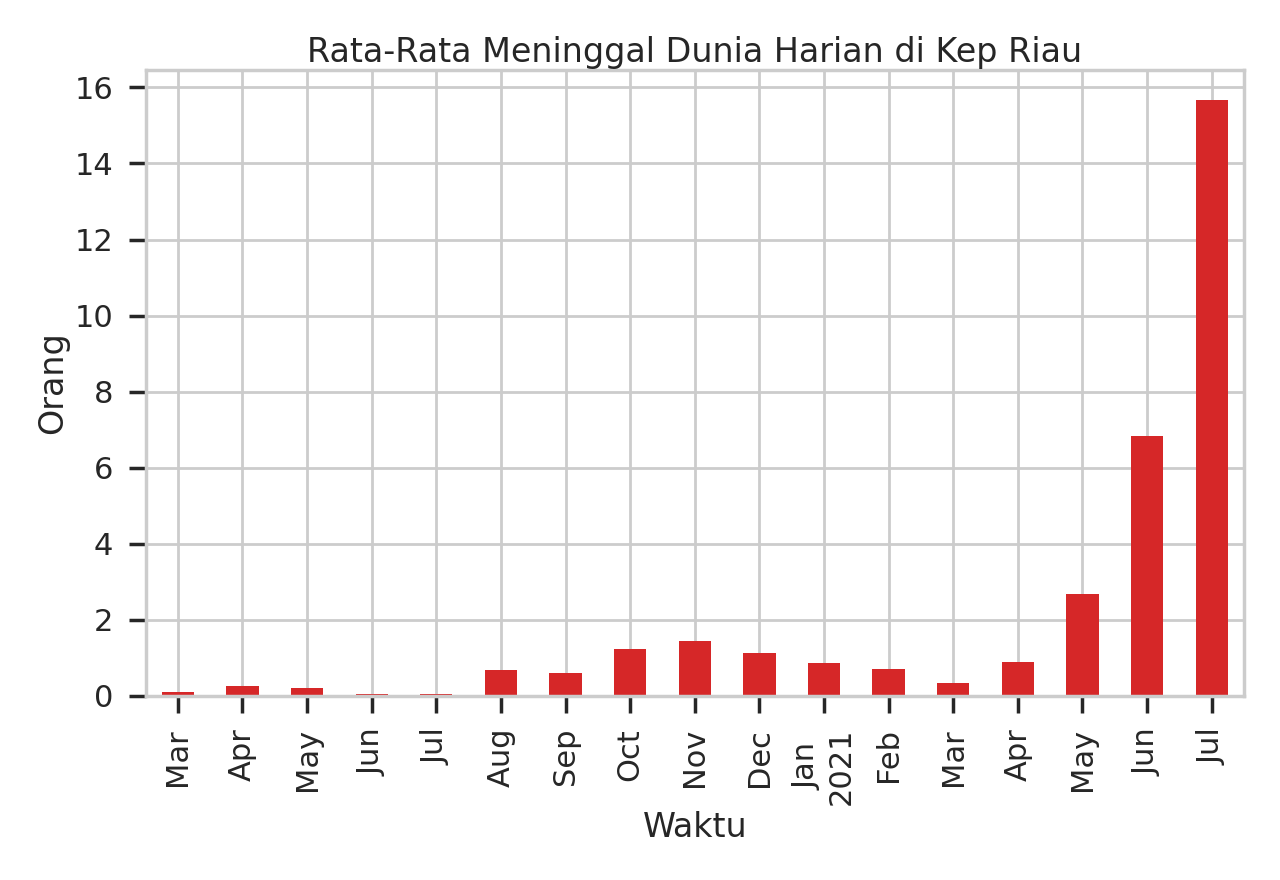 Rata-Rata Meninggal Dunia Harian di Kep Riau
16
14
12
10
8
6
4
2
0
Orang
Mar
Apr
May
Jun
Jul
Aug
Sep
Oct
Nov
Dec
Jan
2021
Feb
Mar
Apr
May
Jun
Jul
Waktu